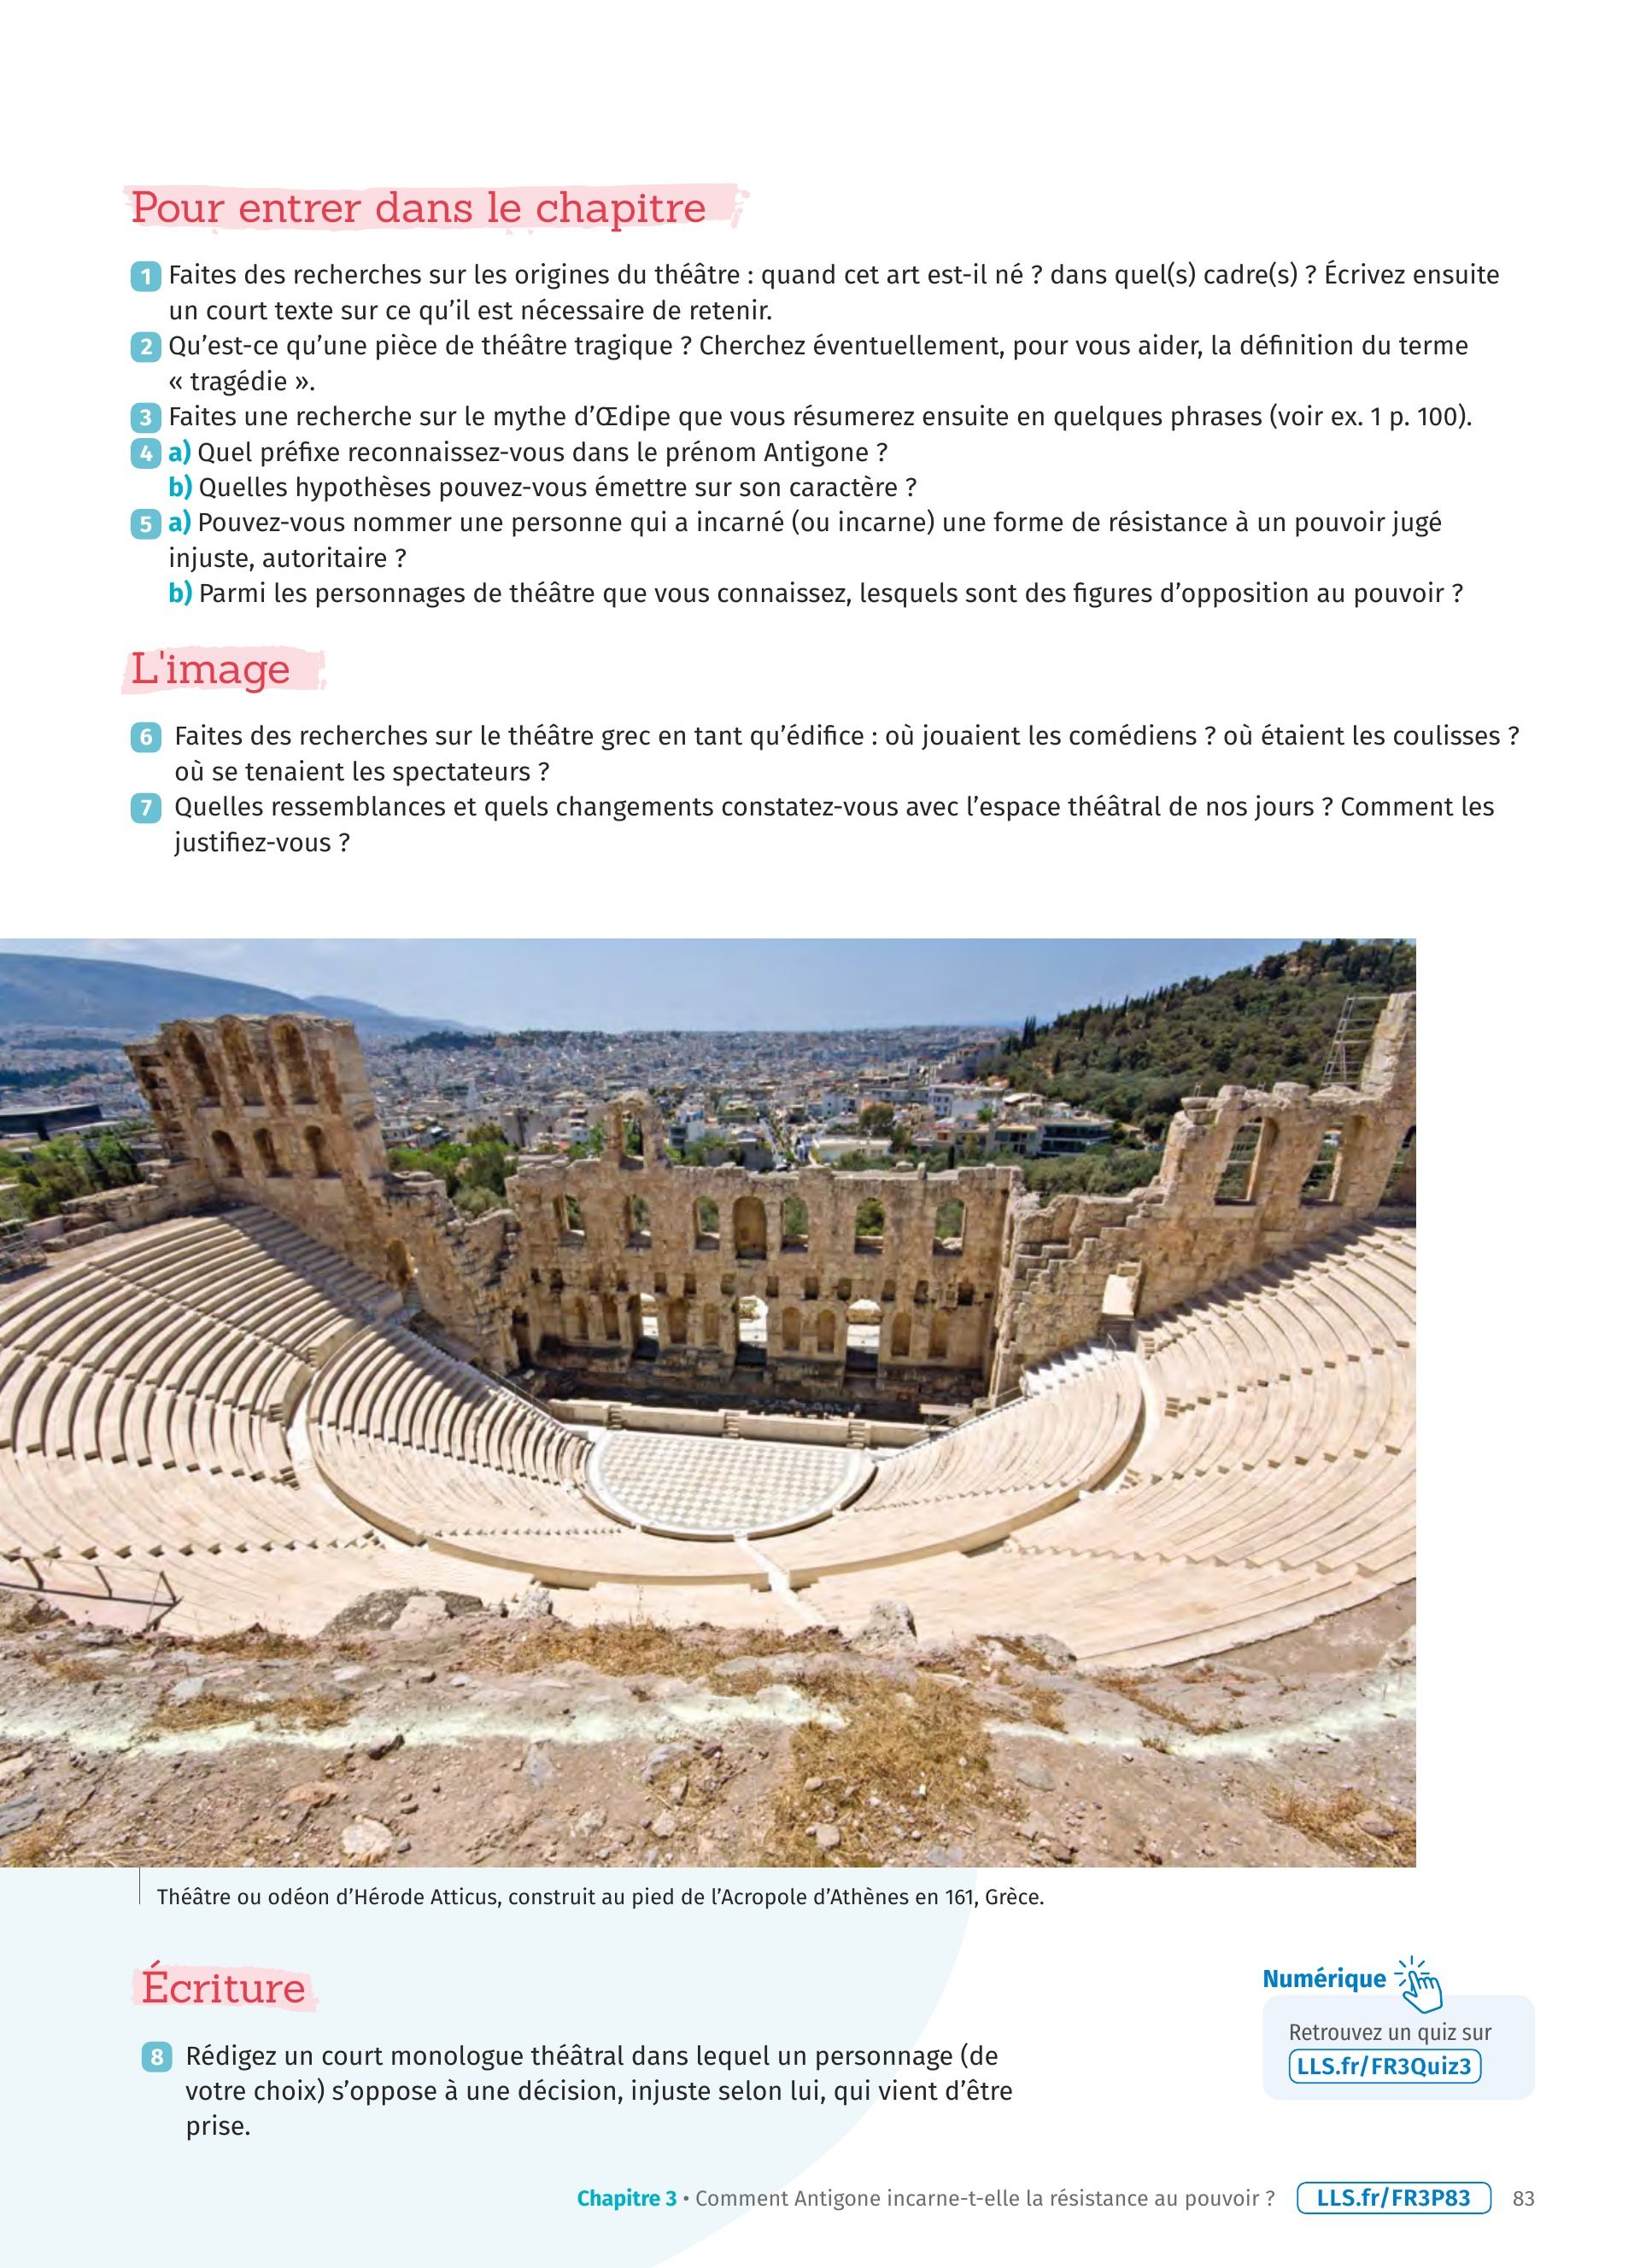 Pour entrer dans le chapitre
1 Faites des recherches sur les origines du théâtre : quand cet art est-il né ? dans quel(s) cadre(s) ? Écrivez ensuite
un court texte sur ce qu’il est nécessaire de retenir.
2 Qu’est-ce qu’une pièce de théâtre tragique ? Cherchez éventuellement, pour vous aider, la définition du terme
« tragédie ».
3 Faites une recherche sur le mythe d’Œdipe que vous résumerez ensuite en quelques phrases (voir ex. 1 p. 100).
4 a) Quel préfixe reconnaissez-vous dans le prénom Antigone ?
b) Quelles hypothèses pouvez-vous émettre sur son caractère ?
5 a) Pouvez-vous nommer une personne qui a incarné (ou incarne) une forme de résistance à un pouvoir jugé
injuste, autoritaire ?
b) Parmi les personnages de théâtre que vous connaissez, lesquels sont des figures d’opposition au pouvoir ?
L'image
6 Faites des recherches sur le théâtre grec en tant qu’édifice : où jouaient les comédiens ? où étaient les coulisses ?
où se tenaient les spectateurs ?
7 Quelles ressemblances et quels changements constatez-vous avec l’espace théâtral de nos jours ? Comment les
justifiez-vous ?
Théâtre ou odéon d’Hérode Atticus, construit au pied de l’Acropole d’Athènes en 161, Grèce.
Écriture
8 Rédigez un court monologue théâtral dans lequel un personnage (de
votre choix) s’oppose à une décision, injuste selon lui, qui vient d’être
prise.
Numérique
Retrouvez un quiz sur
LLS.fr/FR3Quiz3
Chapitre 3 • Comment Antigone incarne-t-elle la résistance au pouvoir ? LLS.fr/FR3P83 83